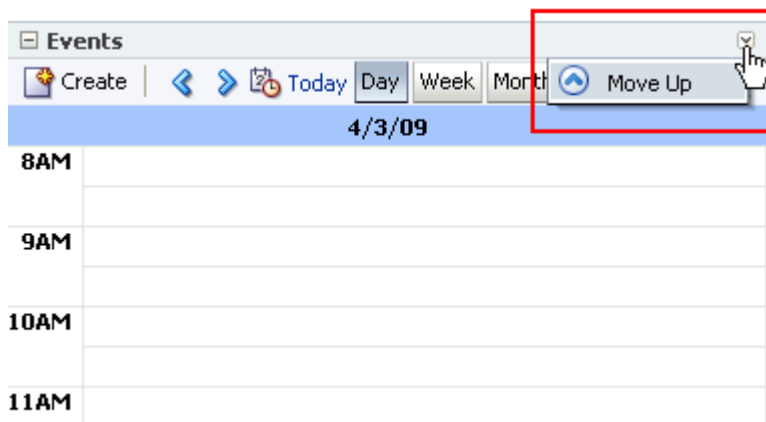 Events
Create Today Day Week Month Move Up
4/3/09
8AM
9AM
10AM
11AM